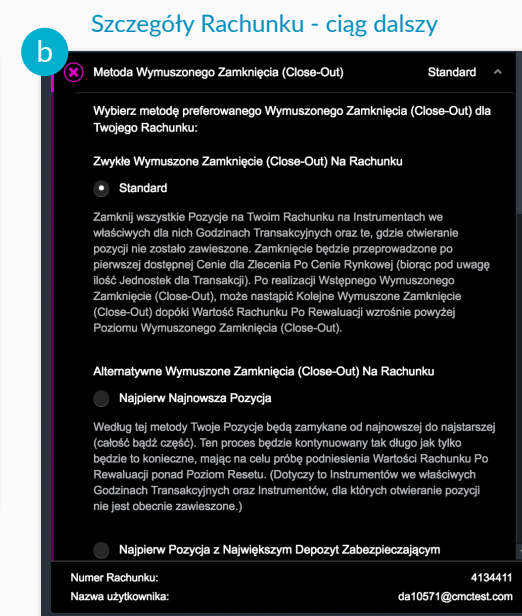 Szczegóły Rachunku - ciąg dalszy
b
Metoda Wymuszonego Zamknięcia (Close-Out) Standard
Wybierz metodę preferowanego Wymuszonego Zamknięcia (Close-Out) dla
Twojego Rachunku:
Zwykłe Wymuszone Zamknięcie (Close-Out) Na Rachunku
Standard
Zamknij wszystkie Pozycje na Twoim Rachunku na Instrumentach we
właściwych dla nich Godzinach Transakcyjnych oraz te, gdzie otwieranie
pozycji nie zostało zawieszone. Zamknięcie będzie przeprowadzone po
pierwszej dostępnej Cenie dla Zlecenia Po Cenie Rynkowej (biorąc pod uwagę
ilość Jednostek dla Transakcji). Po realizacji Wstępnego Wymuszonego
Zamknięcie (Close-Out), może nastąpić Kolejne Wymuszone Zamknięcie
(Close-Out) dopóki Wartość Rachunku Po Rewaluacji wzrośnie powyżej
Poziomu Wymuszonego Zamknięcia (Close-Out).
Alternatywne Wymuszone Zamknięcia (Close-Out) Na Rachunku
Najpierw Najnowsza Pozycja
Według tej metody Twoje Pozycje będą zamykane od najnowszej do najstarszej
(całość bądź część). Ten proces będzie kontynuowany tak długo jak tylko
będzie to konieczne, mając na celu próbę podniesienia Wartości Rachunku Po
Rewaluacji ponad Poziom Resetu. (Dotyczy to Instrumentów we właściwych
Godzinach Transakcyjnych oraz Instrumentów, dla których otwieranie pozycji
nie jest obecnie zawieszone.)
Najpierw Pozycja z Największym Depozyt Zabezpieczającym
Numer Rachunku: 4134411
Nazwa użytkownika: da10571@cmctest.com